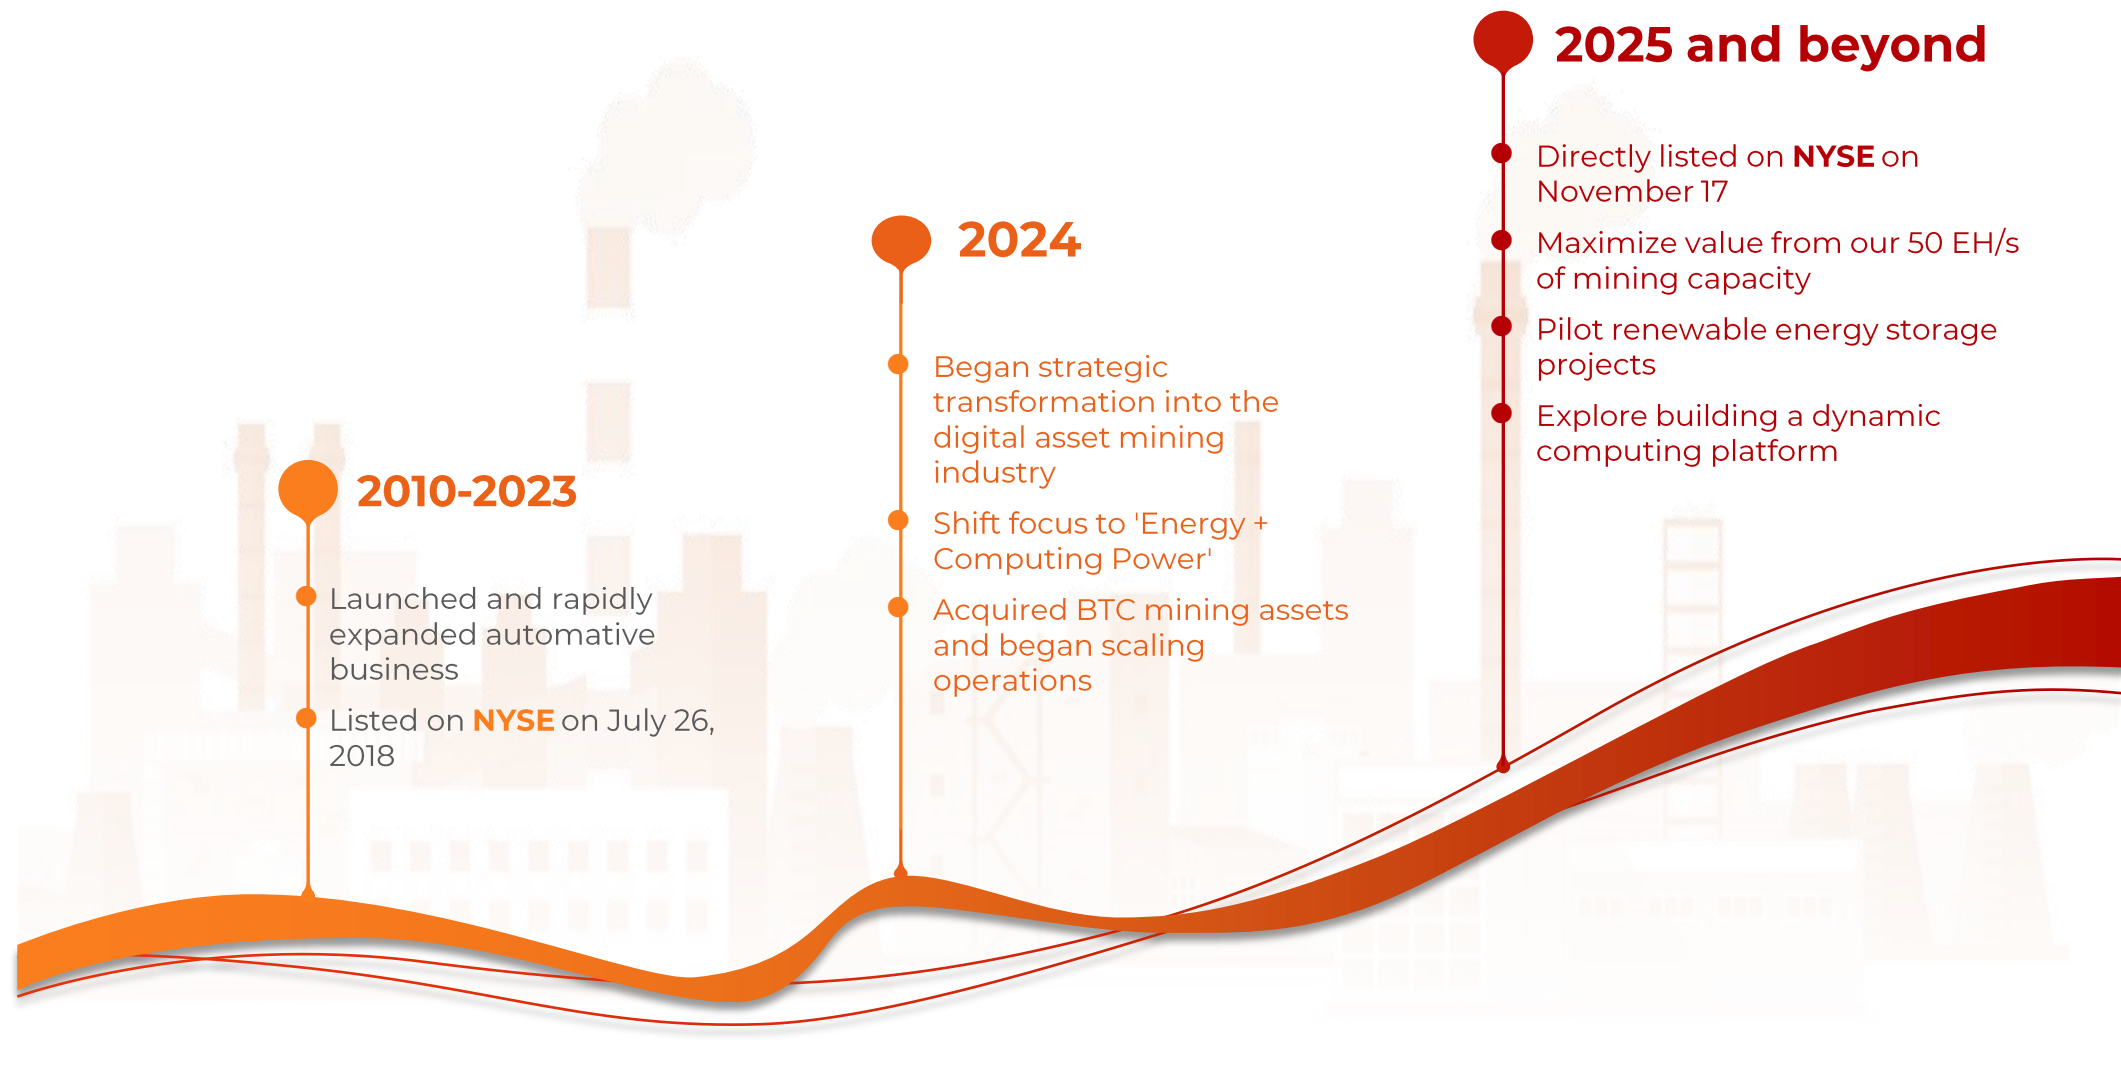 2010-2023
Launched and rapidly
expanded automative
business
Listed on NYSE on July 26,
2018
2024
Began strategic
transformation into the
digital asset mining
industry
Shift focus to 'Energy +
Computing Power'
Acquired BTC mining assets
and began scaling
operations
2025 and beyond
Directly listed on NYSE on
November 17
Maximize value from our 50 EH/s
of mining capacity
Pilot renewable energy storage
projects
Explore building a dynamic
computing platform